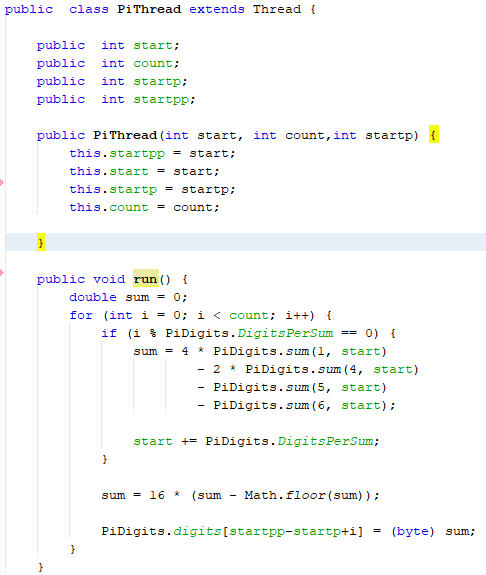 public  class PiThread extends Thread {

    public  int start;
    public  int count;
    public  int startp;
    public  int startpp;

    public PiThread(int start, int count,int startp) {
        this.startpp = start;
        this.start = start;
        this.startp = startp;
        this.count = count;

    }

    public void run() {
        double sum = 0;
        for (int i = 0; i < count; i++) {
            if (i % PiDigits.DigitsPerSum == 0) {
                sum = 4 * PiDigits.sum(1, start)
                        - 2 * PiDigits.sum(4, start)
                        - PiDigits.sum(5, start)
                        - PiDigits.sum(6, start);

                start += PiDigits.DigitsPerSum;
            }

            sum = 16 * (sum - Math.floor(sum));

            PiDigits.digits[startpp-startp+i] = (byte) sum;
        }
    }